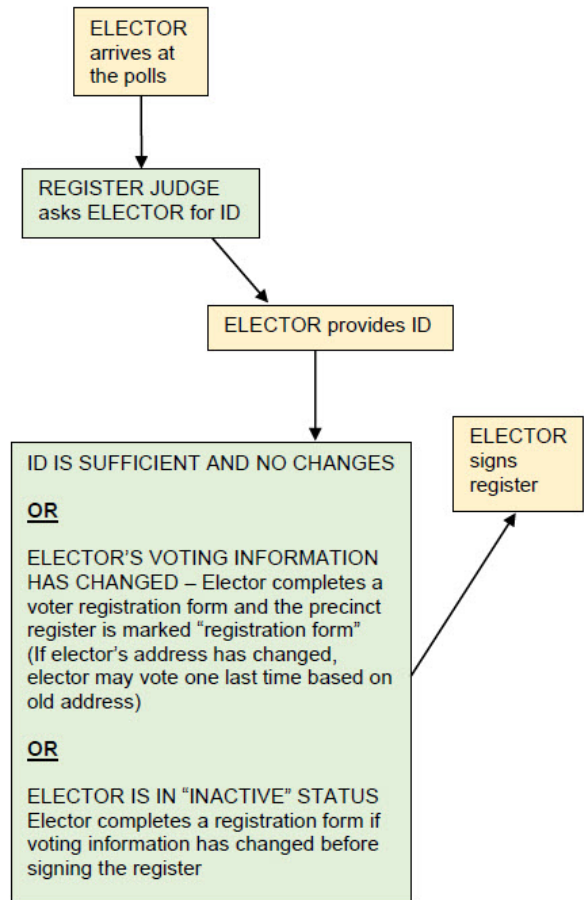 ELECTOR
arrives at
the polls
REGISTER JUDGE
asks ELECTOR for ID
ELECTOR provides ID
ID IS SUFFICIENT AND NO CHANGES
OR
ELECTOR’S VOTING INFORMATION
HAS CHANGED – Elector completes a
voter registration form and the precinct
register is marked “registration form”
(If elector’s address has changed,
elector may vote one last time based on
old address)
OR
ELECTOR IS IN “INACTIVE” STATUS
Elector completes a registration form if
voting information has changed before
signing the register
ELECTOR
signs
register